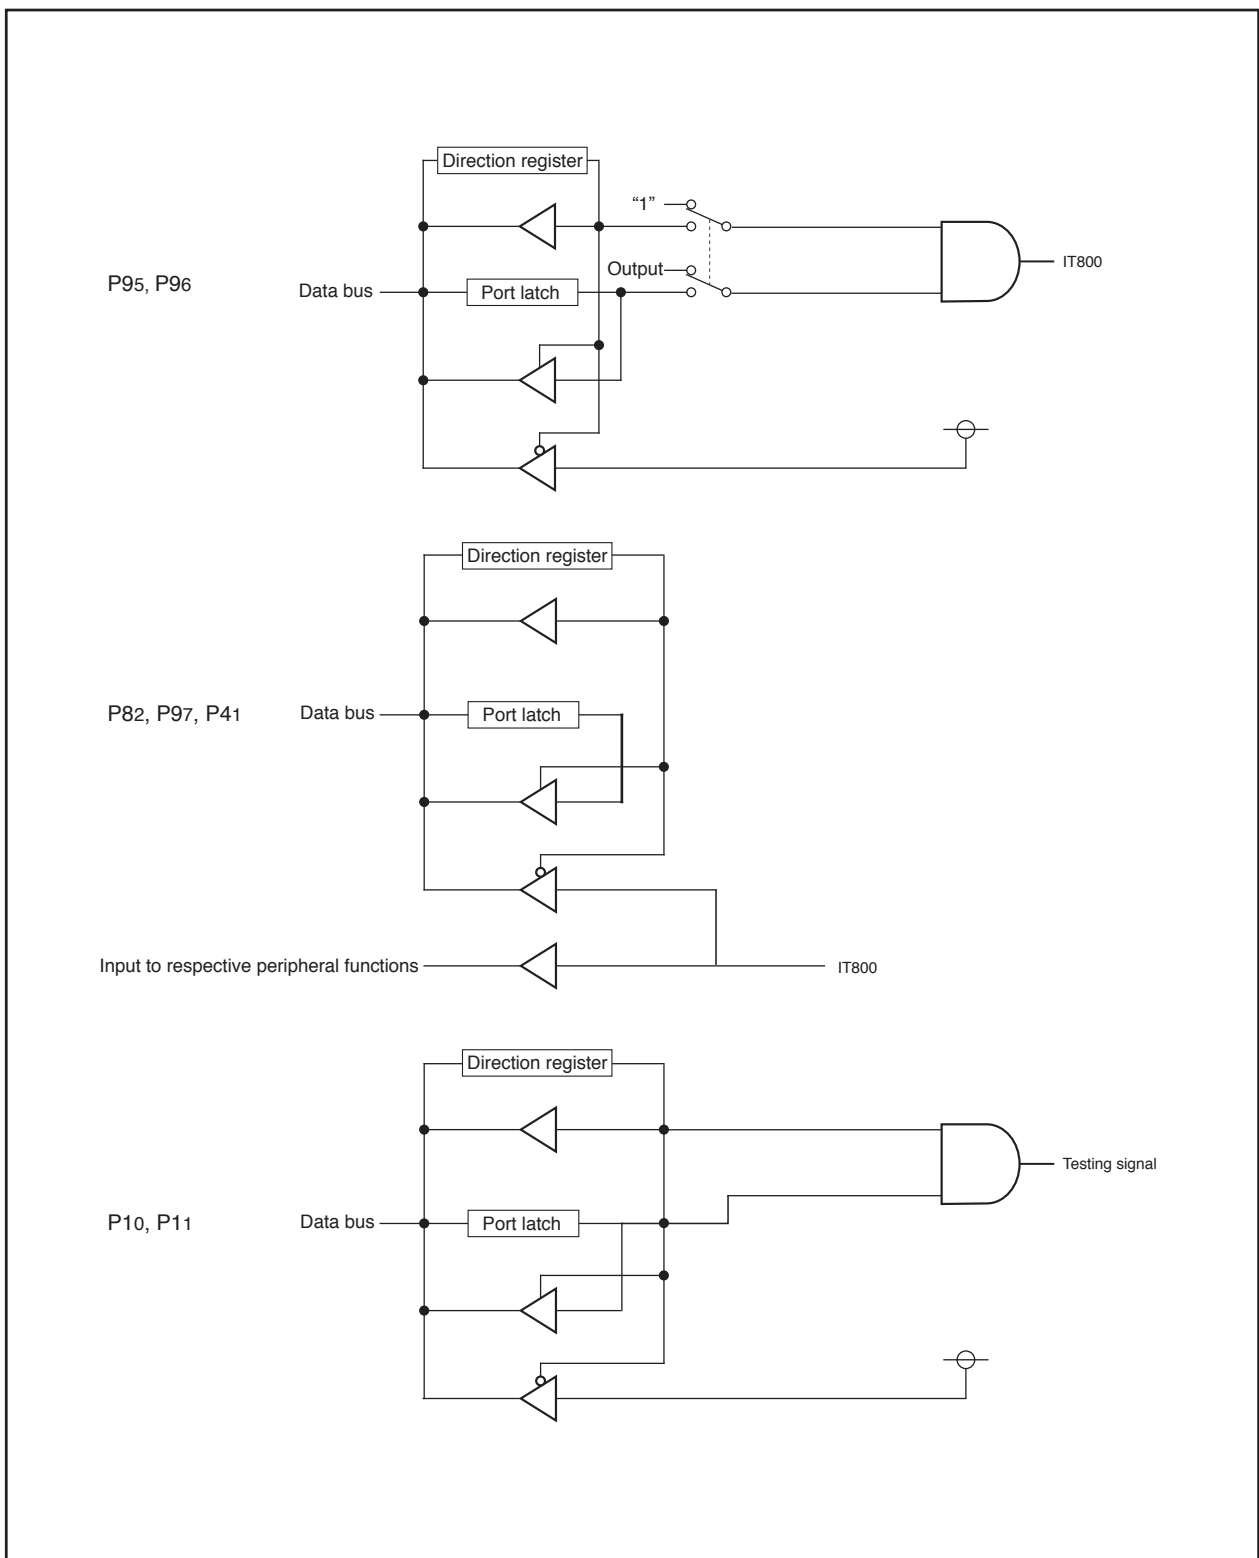 Direction register
“1”
P95, P96
Data bus
Port latch
Output
IT800
Direction register
P82, P97, P41
Data bus
Port latch
Input to respective peripheral functions
IT800
Direction register
P10, P11
Data bus
Port latch
Testing signal